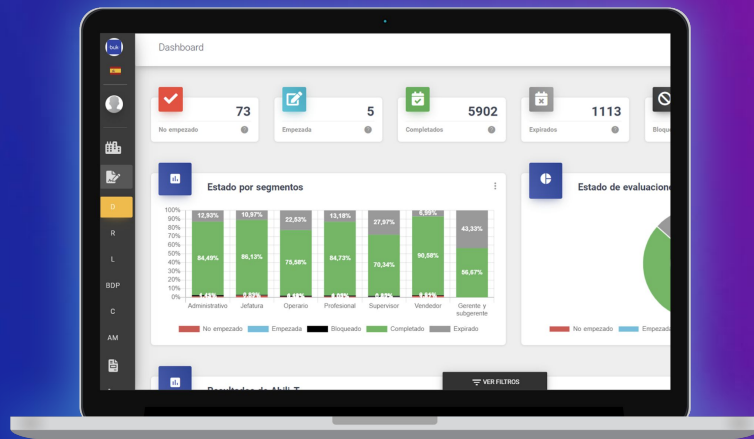 buk
Dashboard
73
No empezado
5
Empezada
5902
Completados
1113
Expirados
Bloqu
Estado por segmentos
Estado de evaluacione
100%
90%
80%
70%
60%
50%
40%
30%
20%
10%
0%
12,93%
10,97%
22,53%
13,18%
27,97%
6,99%
43,33%
84,49%
86,13%
75,58%
84,73%
70,34%
90,58%
56,67%
Administrativo
Jefatura
Operario
Profesional
Supervisor
Vendedor
Gerente y
subgerente
No empezado
Empezada
Bloqueado
Completado
Expirado
No empezado
Empezada
D
R
L
BDP
C
AM
VER FILTROS